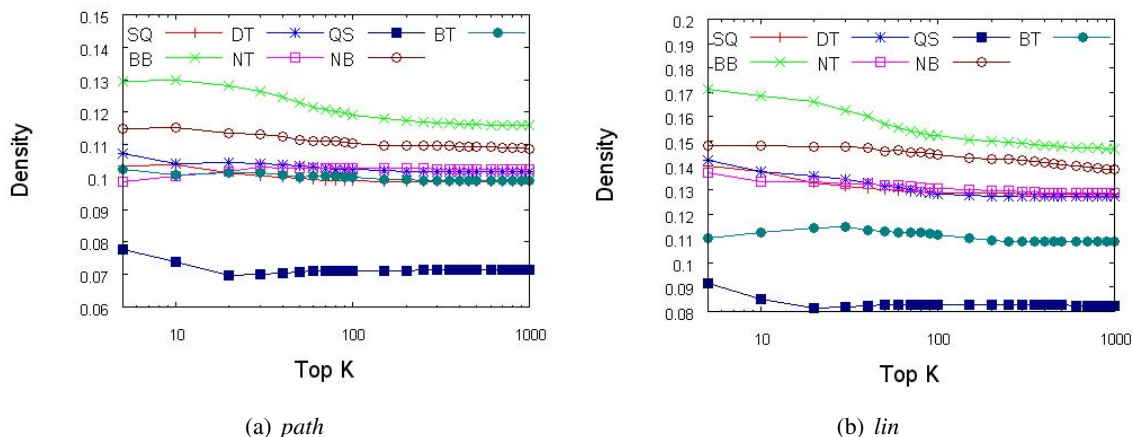 0.15
SQ DT QS BT
0.14
BB NT NB
0.13
0.12
0.11
0.1
0.09
0.08
0.07
0.06
Density
10 100 1000
Top K
(a) path
0.2
0.19
SQ DT QS BT
0.18
BB NT NB
0.17
0.16
0.15
0.14
0.13
0.12
0.11
0.1
0.09
0.08
Density
10 100 1000
Top K
(b) lin